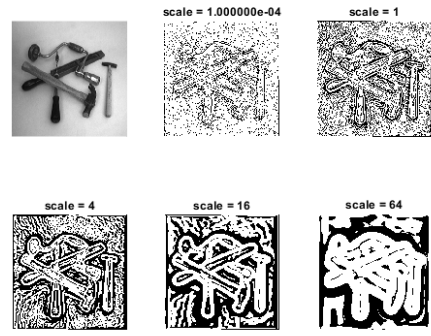 scale = 1.000000e-04
scale = 1
scale = 4
scale = 16
scale = 64